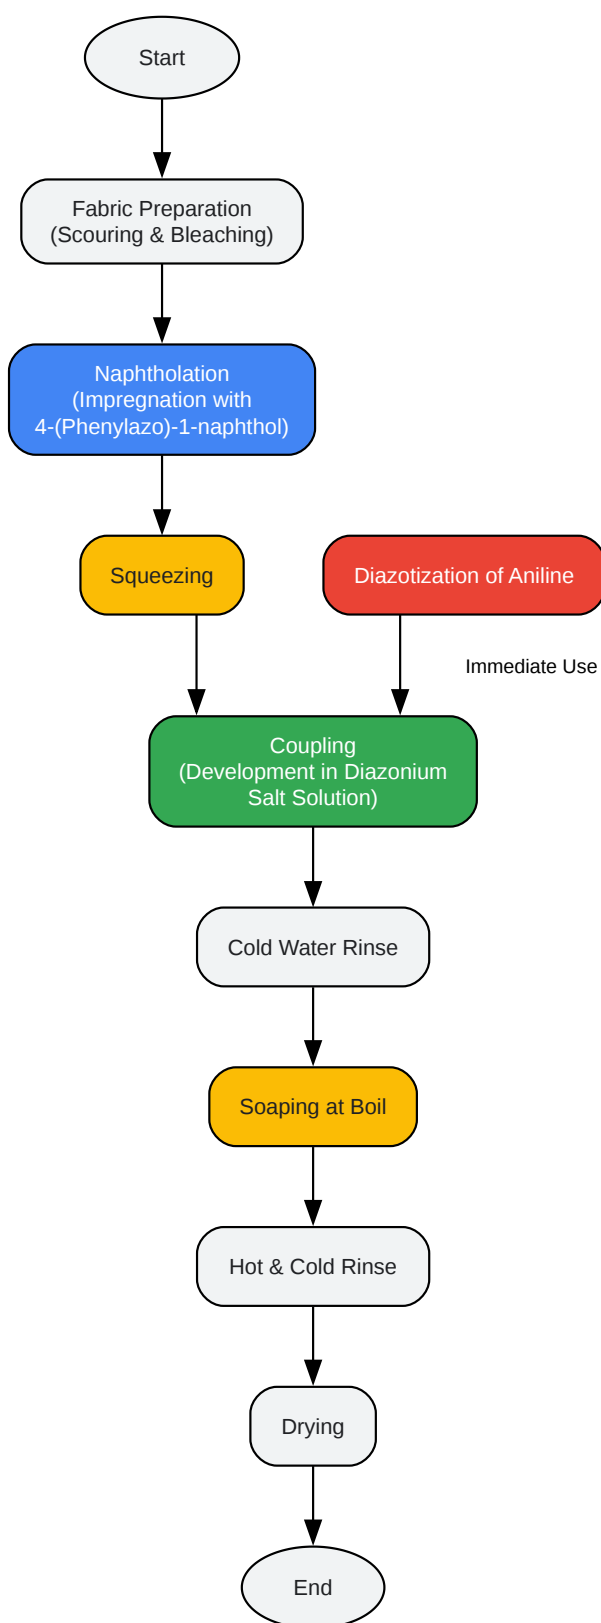 Start
Fabric Preparation
(Scouring & Bleaching)
Naphtholation
(Impregnation with
4-(Phenylazo)-1-naphthol)
Squeezing
Diazotization of Aniline
Immediate Use
Coupling
(Development in Diazonium
Salt Solution)
Cold Water Rinse
Soaping at Boil
Hot & Cold Rinse
Drying
End